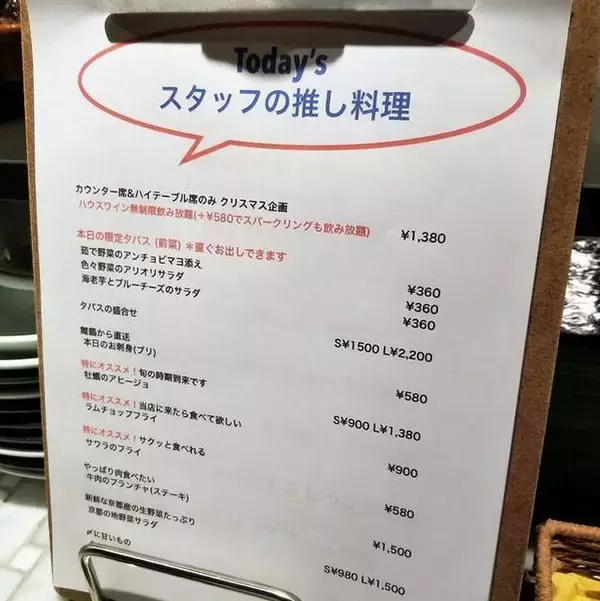 Today's
スタッフの推し料理
カウンター席&ハイテーブル席のみ クリスマス企画
ハウスワイン無制限飲み放題(+¥580でスパークリングも飲み放題) ¥1,380
本日の限定タパス (前菜) *直ぐお出しできます
茹で野菜のアンチョビマヨ添え ¥360
色々野菜のアリオリサラダ ¥360
海老芋とブルーチーズのサラダ ¥360
タパスの盛合せ S¥1500 L¥2,200
舞鶴から直送
本日のお刺身(ブリ) ¥580
特にオススメ!旬の時期到来です
牡蠣のアヒージョ S¥900 L¥1,380
特にオススメ!当店に来たら食べて欲しい
ラムチョップフライ ¥900
特にオススメ!サクッと食べれる
サワラのフライ ¥580
やっぱり肉食べたい
牛肉のプランチャ(ステーキ) ¥1,500
新鮮な京都産の生野菜たっぷり
京都の地野菜サラダ S¥980 L¥1,500
〆に甘いもの